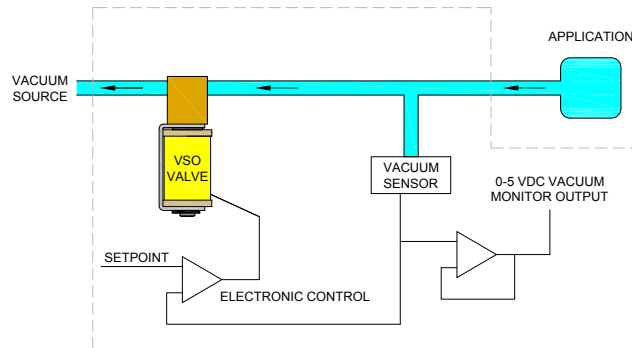 APPLICATION
VACUUM
SOURCE
VSO
VALVE
VACUUM
SENSOR
0-5 VDC VACUUM
MONITOR OUTPUT
SETPOINT
ELECTRONIC CONTROL